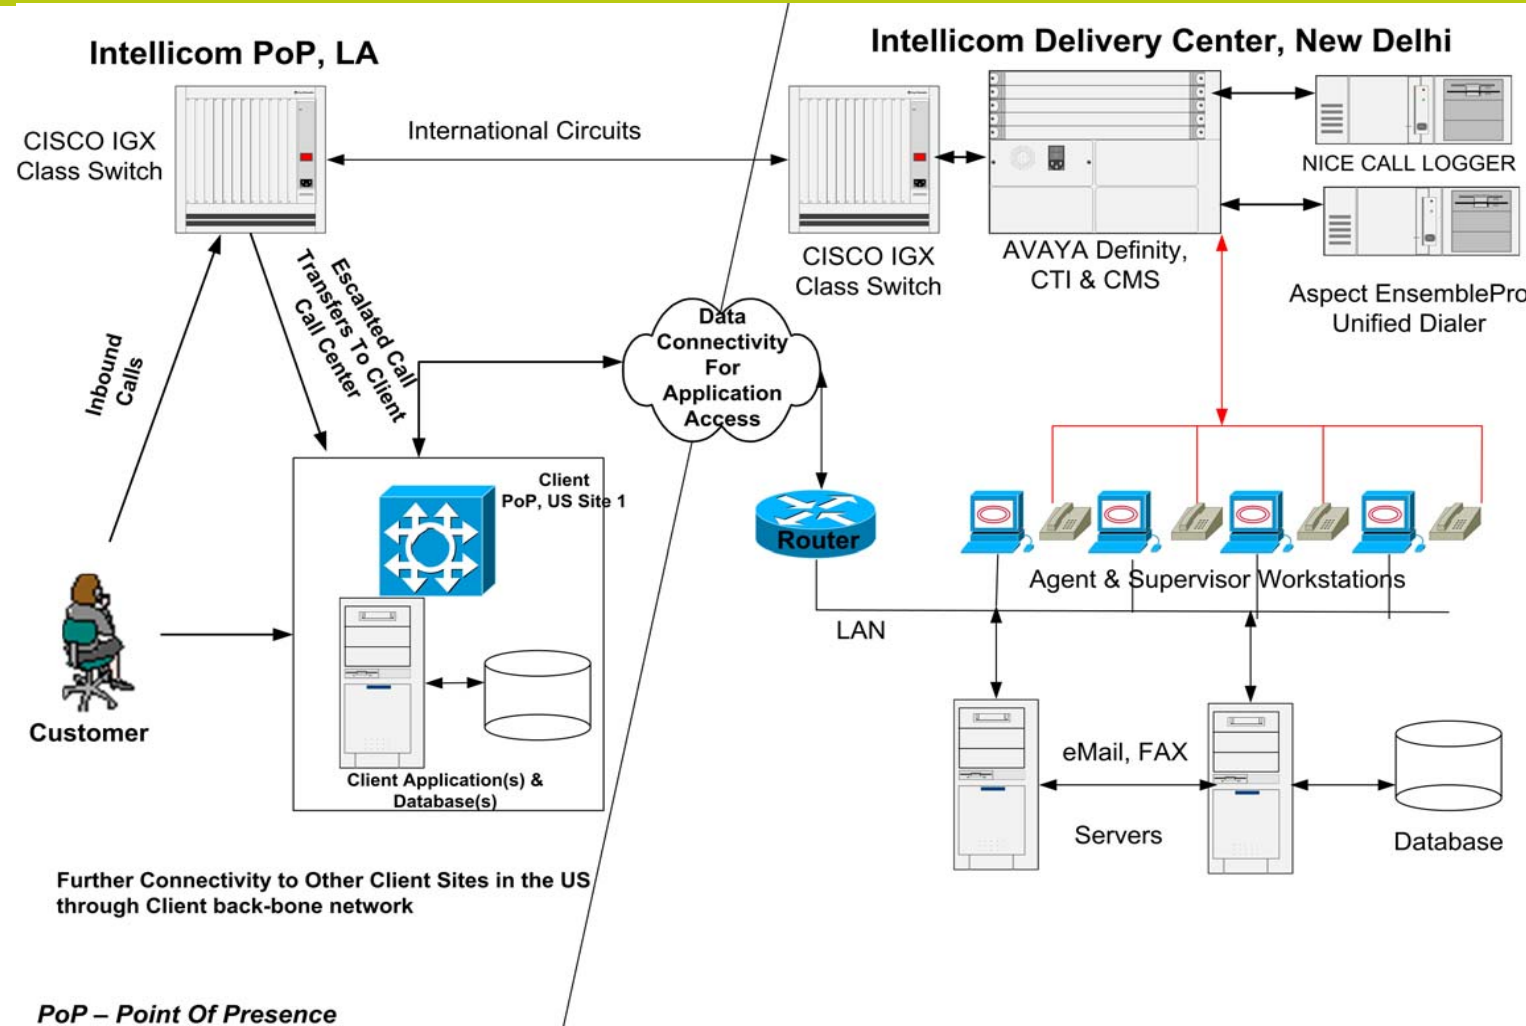 Intellicom PoP, LA
Intellicom Delivery Center, New Delhi
CISCO IGX
Class Switch
International Circuits
NICE CALL LOGGER
CISCO IGX
Class Switch
AVAYA Definity,
CTI & CMS
Aspect EnsemblePro
Unified Dialer
Inbound
Calls
Escalated Call
Transfers To Client
Call Center
Data
Connectivity
For
Application
Access
Client
PoP, US Site 1
Router
Agent & Supervisor Workstations
LAN
Customer
Client Application(s) &
Database(s)
eMail, FAX
Servers
Database
Further Connectivity to Other Client Sites in the US
through Client back-bone network
PoP – Point Of Presence